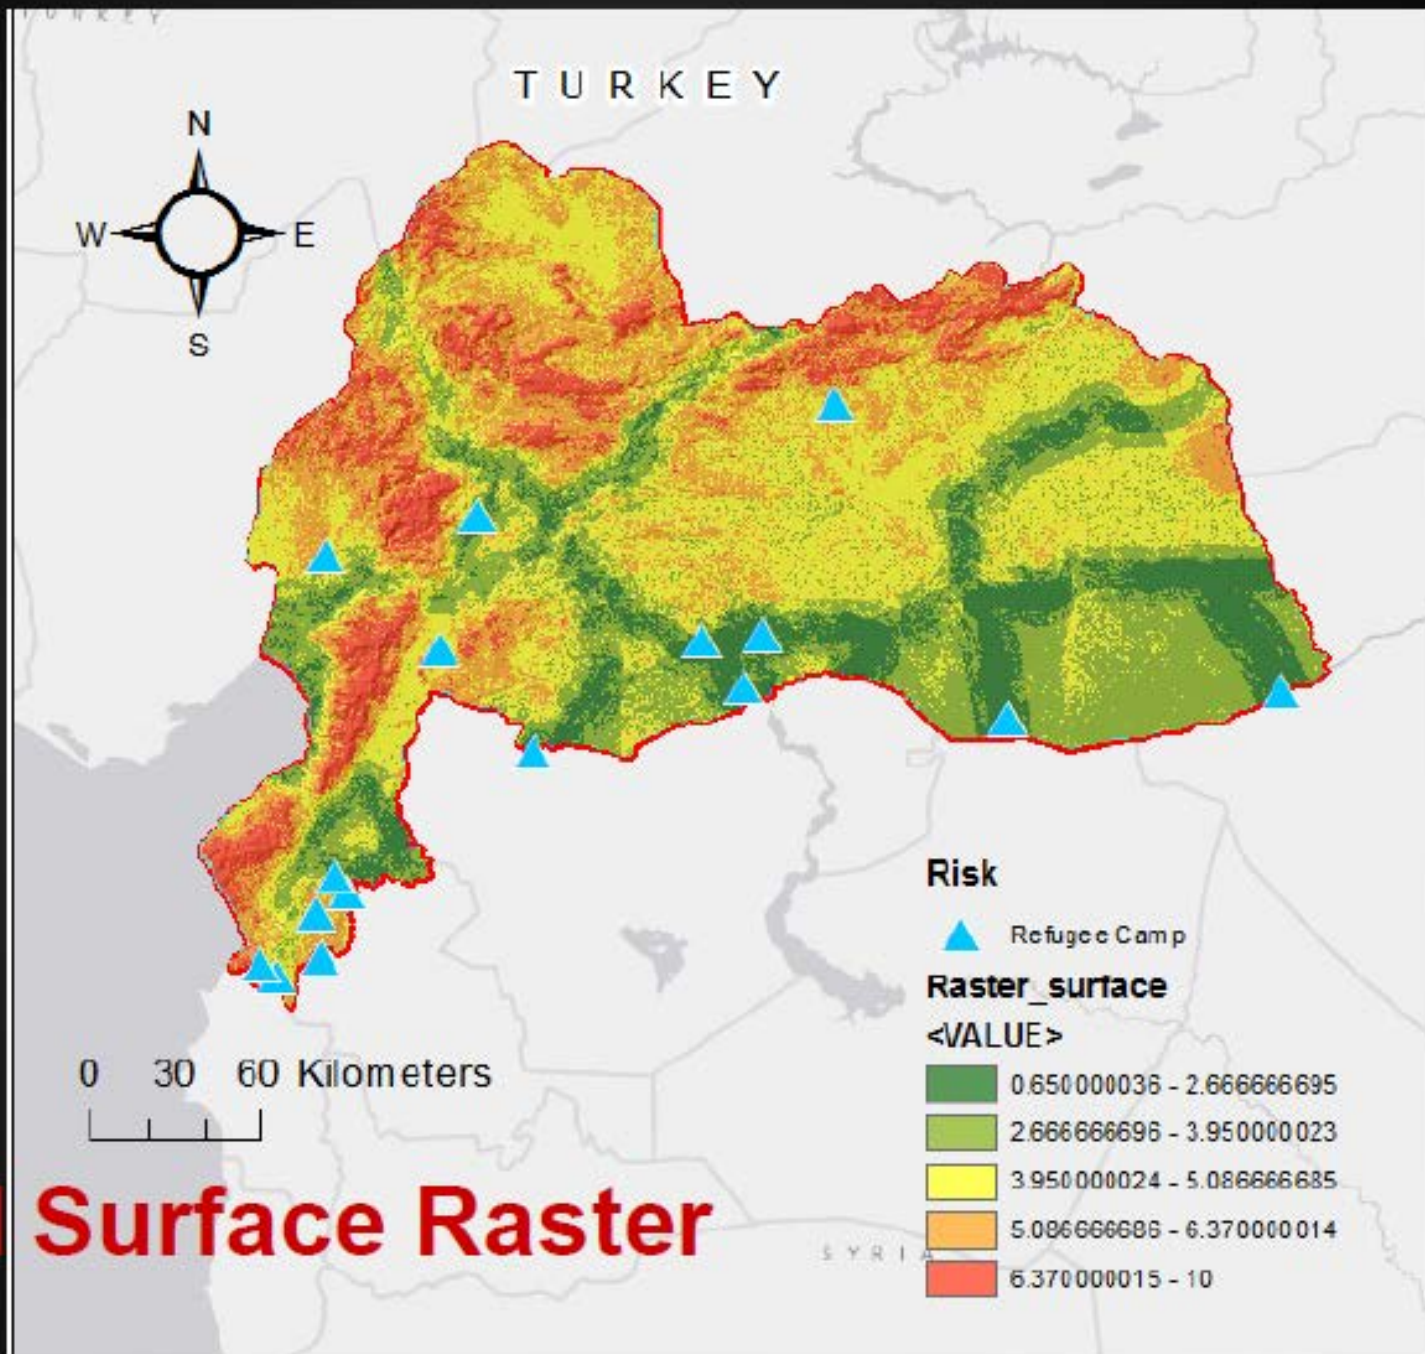 TURKEY
TURKEY
N
W E
S
Risk
Refugee Camp
Raster_surface
<VALUE>
0.650000036 - 2.666666695
2.666666696 - 3.950000023
3.950000024 - 5.086666685
5.086666686 - 6.370000014
6.370000015 - 10
0 30 60 Kilometers
Surface Raster
SYRIA